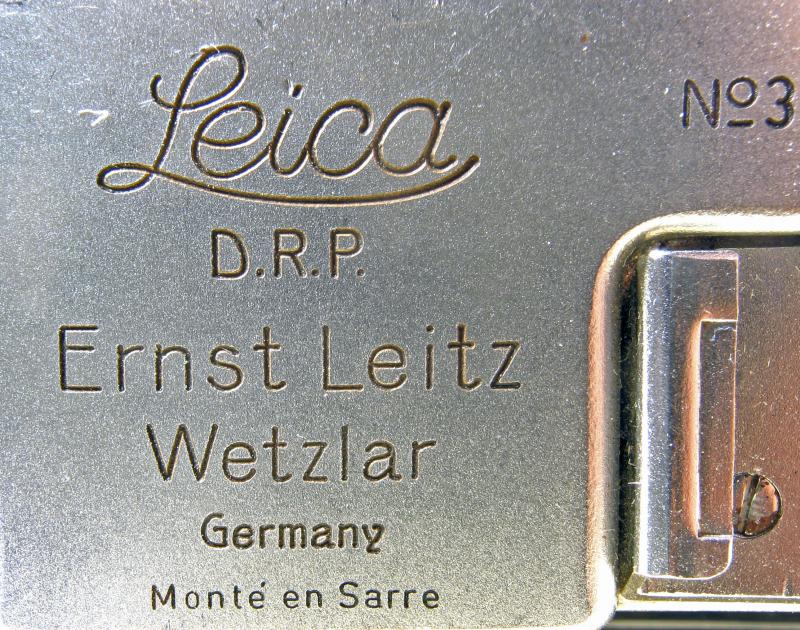 Leica
Nº3
D.R.P.
Ernst Leitz
Wetzlar
Germany
Monté en Sarre